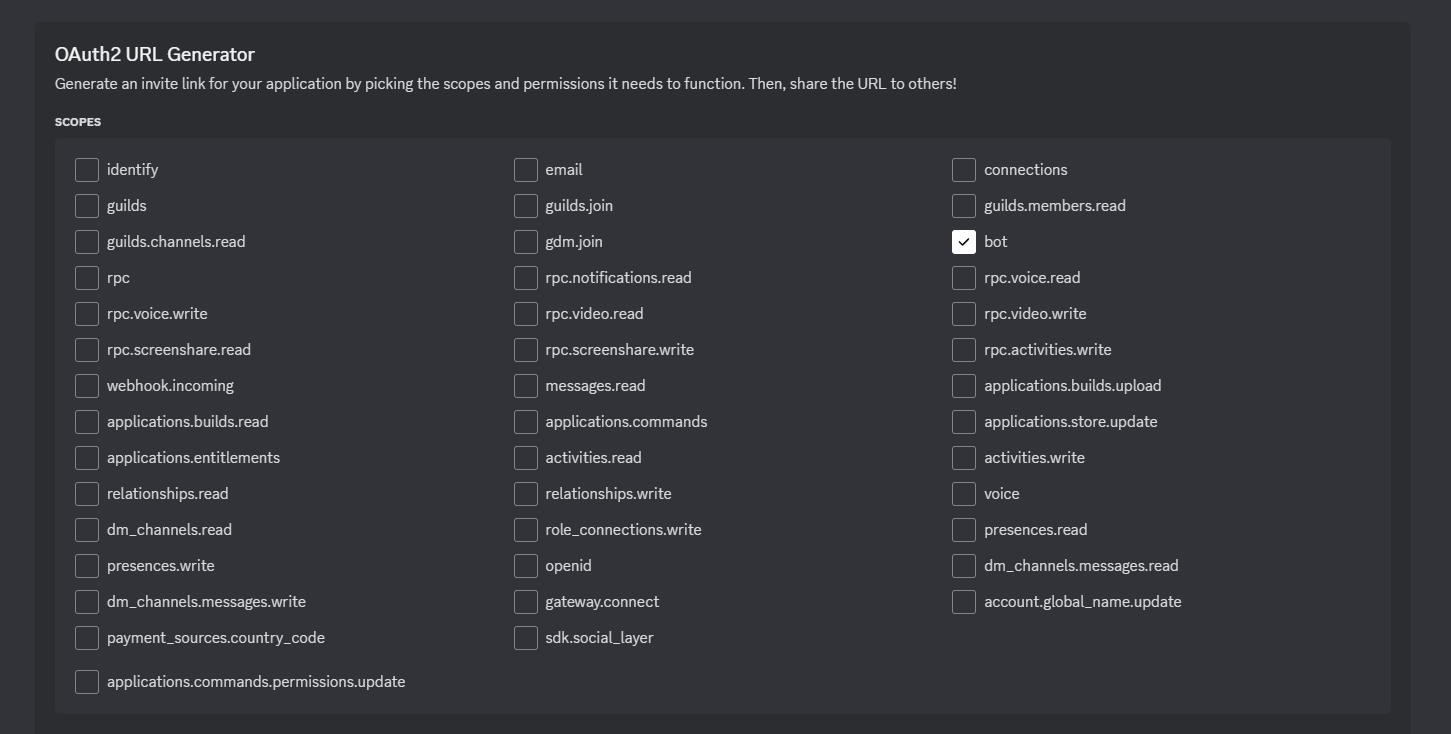 OAuth2 URL Generator
Generate an invite link for your application by picking the scopes and permissions it needs to function. Then, share the URL to others!
SCOPES
identify email connections
guilds guilds.join guilds.members.read
guilds.channels.read gdm.join bot
rpc rpc.notifications.read rpc.voice.read
rpc.voice.write rpc.video.read rpc.video.write
rpc.screenshare.read rpc.screenshare.write rpc.activities.write
webhook.incoming messages.read applications.builds.upload
applications.builds.read applications.commands applications.store.update
applications.entitlements activities.read activities.write
relationships.read relationships.write voice
dm_channels.read role_connections.write presences.read
presences.write openid dm_channels.messages.read
dm_channels.messages.write gateway.connect account.global_name.update
payment_sources.country_code sdk.social_layer
applications.commands.permissions.update